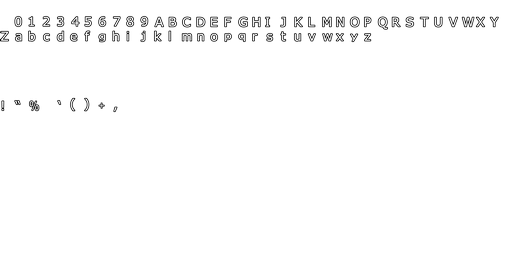 0 1 2 3 4 5 6 7 8 9 A B C D E F G H I J K L M N O P Q R S T U V W X Y
Z a b c d e f g h i j k l m n o p q r s t u v w x y z
! " % ' ( ) + ,